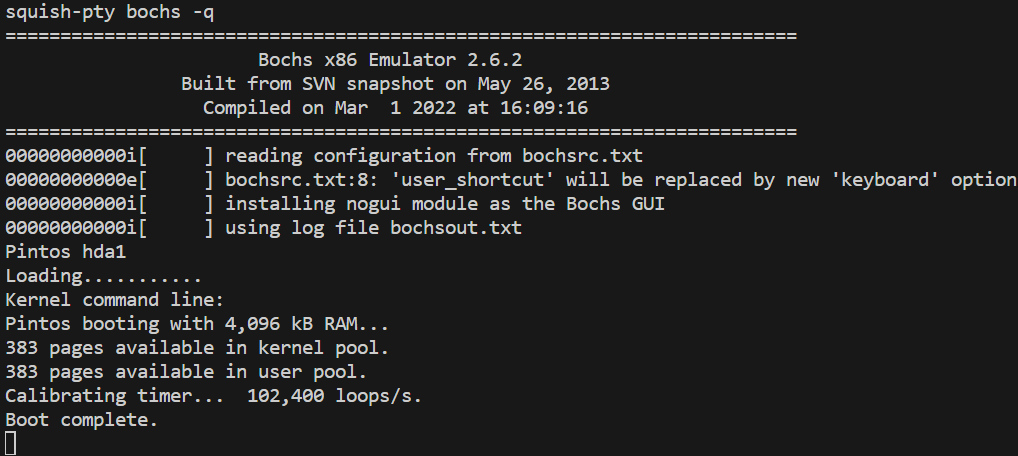 squish-pty bochs -q
========================================================================
Bochs x86 Emulator 2.6.2
Built from SVN snapshot on May 26, 2013
Compiled on Mar  1 2022 at 16:09:16
========================================================================
00000000000i[     ] reading configuration from bochsrc.txt
00000000000e[     ] bochsrc.txt:8: 'user_shortcut' will be replaced by new 'keyboard' option
00000000000i[     ] installing nogui module as the Bochs GUI
00000000000i[     ] using log file bochsout.txt
Pintos hda1
Loading...........
Kernel command line:
Pintos booting with 4,096 kB RAM...
383 pages available in kernel pool.
383 pages available in user pool.
Calibrating timer...  102,400 loops/s.
Boot complete.